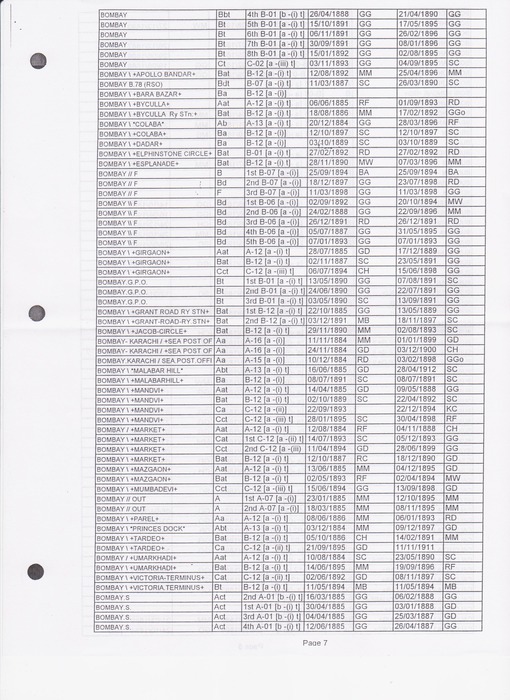 BOMBAY Bbt 4th B-01 [b -(i) t] 26/04/1888 GG 21/04/1890 GG
BOMBAY Bt 5th B-01 [a -(i) t] 15/10/1891 GG 17/05/1895 GG
BOMBAY Bt 6th B-01 [a -(i) t] 06/11/1891 GG 26/02/1896 GG
BOMBAY Bt 7th B-01 [a -(i) t] 30/09/1891 GG 08/01/1896 GG
BOMBAY Bt 8th B-01 [a -(i) t] 15/01/1892 GG 02/08/1895 GG
BOMBAY Ct C-02 [a -(iii) t] 03/11/1893 GG 04/09/1895 SC
BOMBAY \ +APOLLO BANDAR+ Bat B-12 [a -(i) t] 12/08/1892 MM 25/04/1896 MM
BOMBAY B.78 (RSO) Bdt B-07 [a -(i) t] 11/03/1887 SC 26/03/1890 SC
BOMBAY \ +BARA BAZAR+ Ba B-12 [a -(i)]
BOMBAY \ +BYCULLA+ Aat A-12 [a -(i) t] 06/06/1885 RF 01/09/1893 RD
BOMBAY \ +BYCULLA Ry STn:+ Bat B-12 [a -(i) t] 18/08/1886 MM 17/02/1892 GGo
BOMBAY \ *COLABA* Ab A-13 [a -(i) t] 20/12/1884 GG 28/03/1896 RF
BOMBAY \ +COLABA+ Ba B-12 [a -(i) t] 12/10/1897 SC 12/10/1897 SC
BOMBAY \ +DADAR+ Ba B-12 [a -(i) t] 03/10/1889 SC 03/10/1889 SC
BOMBAY \ +ELPHINSTONE CIRCLE+ Bat B-01 [a -(i) t] 27/02/1892 RD 27/02/1892 RD
BOMBAY \ +ESPLANADE+ Bat B-12 [a -(i) t] 28/11/1890 MW 07/03/1896 MM
BOMBAY // F B 1st B-07 [a -(i)] 25/09/1894 BA 25/09/1894 BA
BOMBAY // F Bd 2nd B-07 [a -(i)] 18/12/1897 GG 23/07/1898 RD
BOMBAY // F F 3rd B-07 [a -(i)] 11/03/1898 GG 11/03/1898 GG
BOMBAY \\ F Bd 1st B-06 [a -(i)] 02/09/1892 GG 20/10/1894 MW
BOMBAY \\ F Bd 2nd B-06 [a -(i)] 24/02/1888 GG 22/09/1896 MM
BOMBAY \\ F Bd 3rd B-06 [a -(i)] 26/12/1891 RD 26/12/1891 RD
BOMBAY \\ F Bd 4th B-06 [a -(i)] 05/07/1887 GG 31/05/1895 GG
BOMBAY \\ F Bd 5th B-06 [a -(i)] 07/01/1893 GG 07/01/1893 GG
BOMBAY \ +GIRGAON+ Aat A-12 [a -(i) t] 28/07/1885 GD 17/12/1889 GG
BOMBAY \ +GIRGAON+ Bat B-12 [a -(i) t] 02/11/1887 SC 23/05/1891 GG
BOMBAY \ +GIRGAON+ Cct C-12 [a -(iii) t] 06/07/1894 CH 15/06/1898 GG
BOMBAY.G.P.O. Bt 1st B-01 [a -(i) t] 13/05/1890 GG 07/08/1891 SC
BOMBAY.G.P.O. Bt 2nd B-01 [a -(i) t] 24/06/1890 GG 22/07/1891 GG
BOMBAY.G.P.O. Bt 3rd B-01 [a -(i) t] 03/05/1890 SC 13/09/1891 GG
BOMBAY \ +GRANT ROAD RY STN+ Bat 1st B-12 [a -(i) t] 22/10/1885 GG 13/05/1889 GG
BOMBAY \ +GRANT-ROAD-RY STN+ Bat 2nd B-12 [a -(i) t] 03/12/1891 MB 18/11/1897 SC
BOMBAY \ +JACOB-CIRCLE+ Bat B-12 [a -(i) t] 29/11/1890 MM 02/08/1893 SC
BOMBAY- KARACHI / +SEA POST OF Aa A-16 [a -(i)] 11/11/1884 MM 01/01/1899 GD
BOMBAY- KARACHI / +SEA POST OF Aa A-16 [a -(i)] 24/11/1884 GD 03/12/1900 CH
BOMBAY.KARACHI / SEA.POST.OFFI Aa A-15 [a -(i)] 10/12/1884 RD 03/02/1898 GGo
BOMBAY \ *MALABAR HILL* Abt A-13 [a -(i) t] 16/06/1885 GD 28/04/1912 SC
BOMBAY \ +MALABARHILL+ Ba B-12 [a -(i)] 08/07/1891 SC 08/07/1891 SC
BOMBAY \ +MANDVI+ Aat A-12 [a -(i) t] 14/04/1885 GD 09/05/1888 GG
BOMBAY \ +MANDVI+ Bat B-12 [a -(i) t] 02/10/1889 SC 22/04/1892 SC
BOMBAY \ +MANDVI+ Ca C-12 [a -(ii)] 22/09/1893 22/12/1894 KC
BOMBAY \ +MANDVI+ Cct C-12 [a -(iii) t] 28/01/1895 SC 30/04/1898 RF
BOMBAY / +MARKET+ Aat A-12 [a -(i) t] 12/08/1884 RF 04/11/1888 CH
BOMBAY \ +MARKET+ Cat 1st C-12 [a -(ii) t] 14/07/1893 SC 05/12/1893 GG
BOMBAY \ +MARKET+ Cct 2nd C-12 [a -(iii) 11/04/1894 GD 28/06/1899 GG
BOMBAY \ +MARKET+ Bat B-12 [a -(i) t] 12/10/1887 RC 18/12/1890 GD
BOMBAY \ +MAZGAON+ Aat A-12 [a -(i) t] 13/06/1885 MM 04/12/1895 GD
BOMBAY \ +MAZGAON+ Bat B-12 [a -(i) t] 02/05/1893 RF 02/04/1894 MW
BOMBAY \ +MUMBADEVI+ Cct C-12 [a -(iii) t] 15/06/1894 GG 13/09/1898 GD
BOMBAY // OUT A 1st A-07 [a -(i)] 23/01/1885 MM 12/10/1895 MM
BOMBAY // OUT A 2nd A-07 [a -(i)] 18/03/1885 MM 08/11/1895 MM
BOMBAY \ +PAREL+ Aa A-12 [a -(i) t] 08/06/1886 MM 06/01/1893 RD
BOMBAY \ *PRINCES DOCK* Abt A-13 [a -(i) t] 03/12/1884 MM 09/12/1897 GD
BOMBAY \ +TARDEO+ Bat B-12 [a -(i) t] 05/10/1886 CH 14/02/1891 MM
BOMBAY \ +TARDEO+ Ca C-12 [a -(ii) t] 21/09/1895 GD 11/11/1911
BOMBAY / +UMARKHADI+ Aat A-12 [a -(i) t] 10/08/1884 SC 23/05/1890 SC
BOMBAY \ +UMARKHADI+ Bat B-12 [a -(i) t] 14/06/1895 MM 19/09/1896 RF
BOMBAY \ +VICTORIA-TERMINUS+ Cat C-12 [a -(ii) t] 02/06/1892 GD 08/11/1897 SC
BOMBAY \ +VICTORIA.TERMINUS+ Bt B-12 [a -(i) t] 11/05/1894 MB 11/05/1894 MB
BOMBAY.S. Act 2nd A-01 [b -(i) t] 16/03/1885 GG 06/02/1888 GG
BOMBAY.S. Act 1st A-01 [b -(i) t] 30/04/1885 GG 03/01/1888 GD
BOMBAY.S. Act 3rd A-01 [b -(i) t] 04/04/1885 GG 25/03/1887 GD
BOMBAY.S. Act 4th A-01 [b -(i) t] 12/06/1885 GG 26/04/1887 GG
Page 7